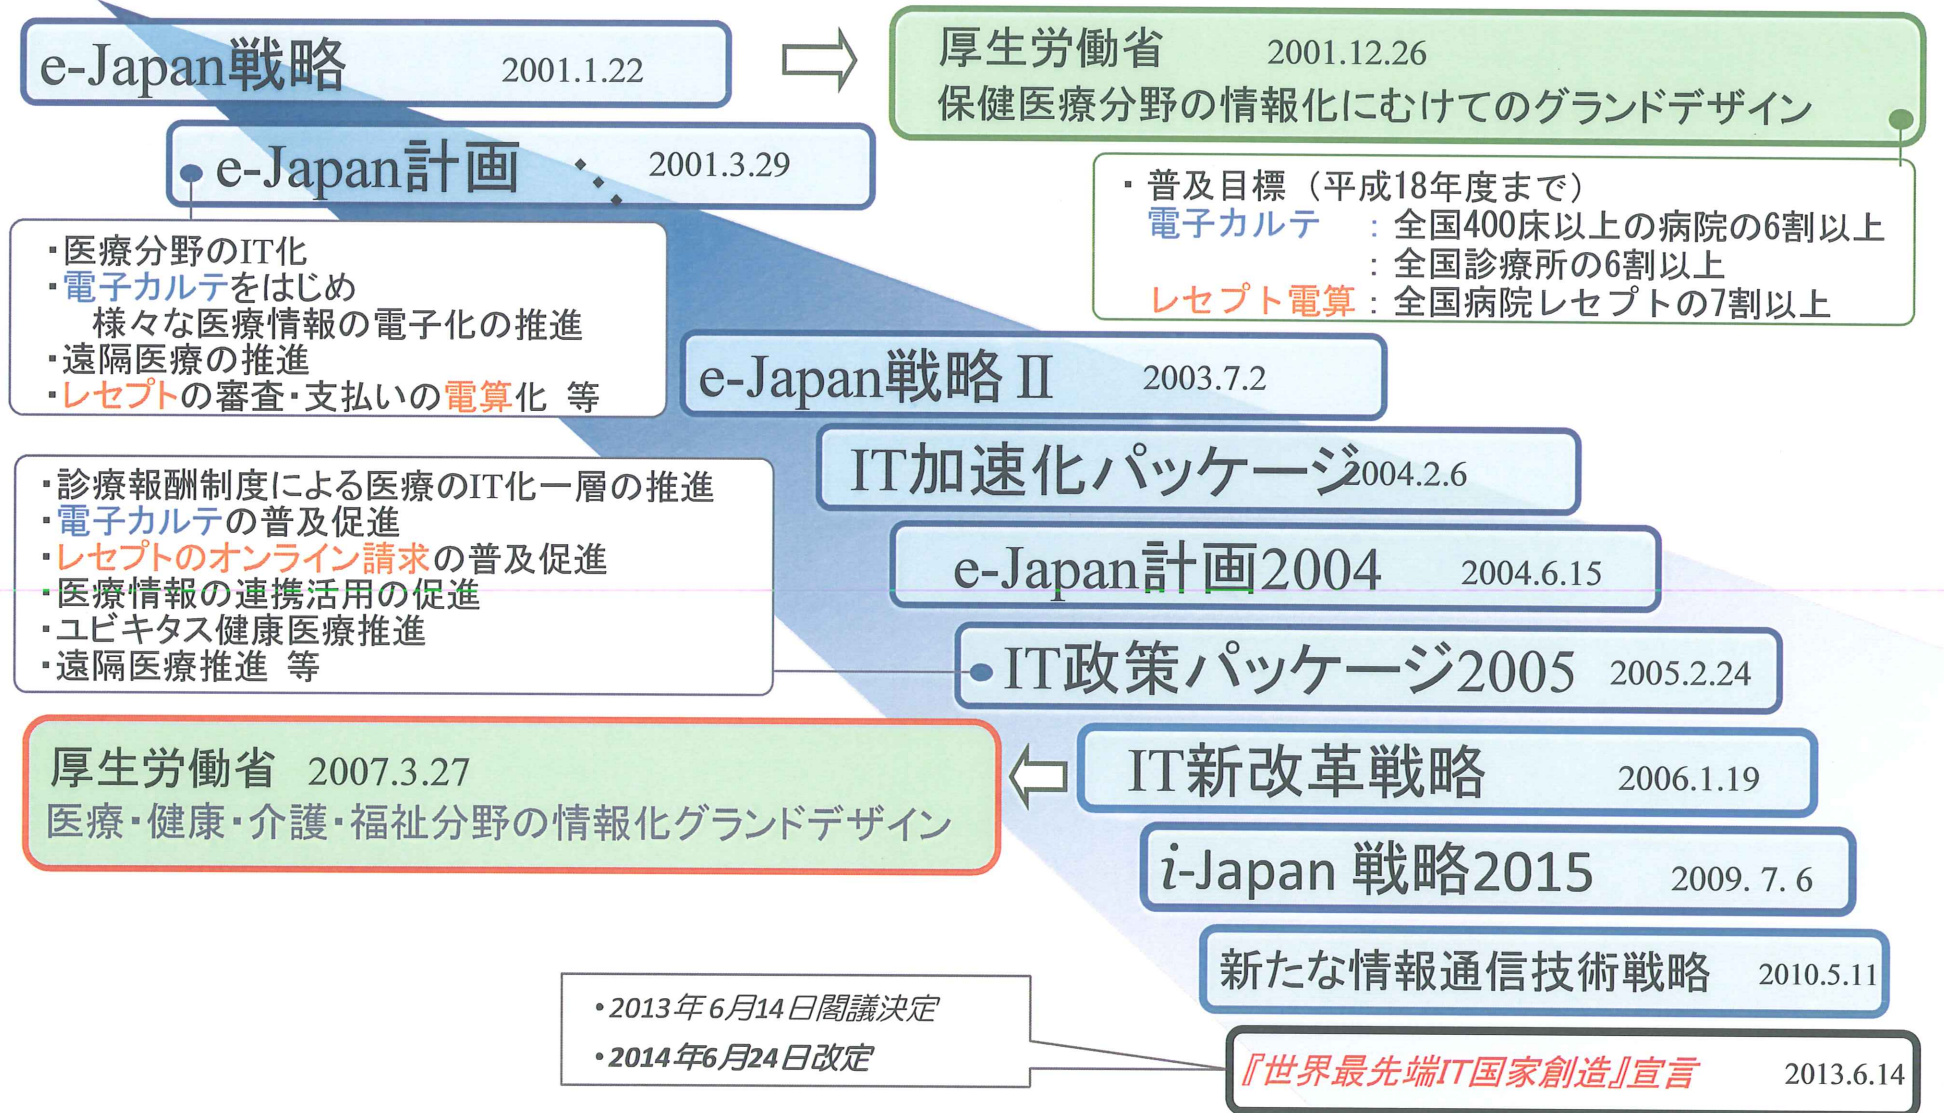 e-Japan戦略 2001.1.22
厚生労働省 2001.12.26
保健医療分野の情報化にむけてのグランドデザイン
e-Japan計画 2001.3.29
・普及目標（平成18年度まで）
電子カルテ ：全国400床以上の病院の6割以上
：全国診療所の6割以上
レセプト電算：全国病院レセプトの7割以上
・医療分野のIT化
・電子カルテをはじめ
様々な医療情報の電子化の推進
・遠隔医療の推進
・レセプトの審査・支払いの電算化 等
e-Japan戦略Ⅱ 2003.7.2
IT加速化パッケージ2004.2.6
e-Japan計画2004 2004.6.15
・診療報酬制度による医療のIT化一層の推進
・電子カルテの普及促進
・レセプトのオンライン請求の普及促進
・医療情報の連携活用の促進
・ユビキタス健康医療推進
・遠隔医療推進 等
IT政策パッケージ2005 2005.2.24
IT新改革戦略 2006.1.19
厚生労働省 2007.3.27
医療・健康・介護・福祉分野の情報化グランドデザイン
i-Japan 戦略2015 2009. 7. 6
新たな情報通信技術戦略 2010.5.11
・2013年6月14日閣議決定
・2014年6月24日改定
『世界最先端IT国家創造』宣言 2013.6.14